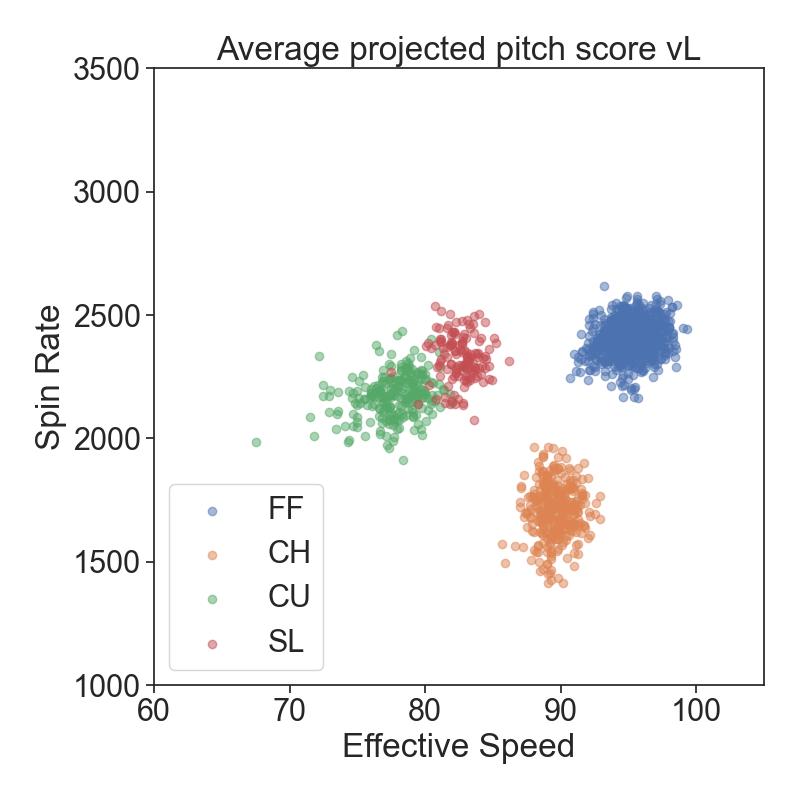 Average projected pitch score vL
3500
3000
2500
2000
1500
1000
Spin Rate
FF
CH
CU
SL
60 70 80 90 100
Effective Speed